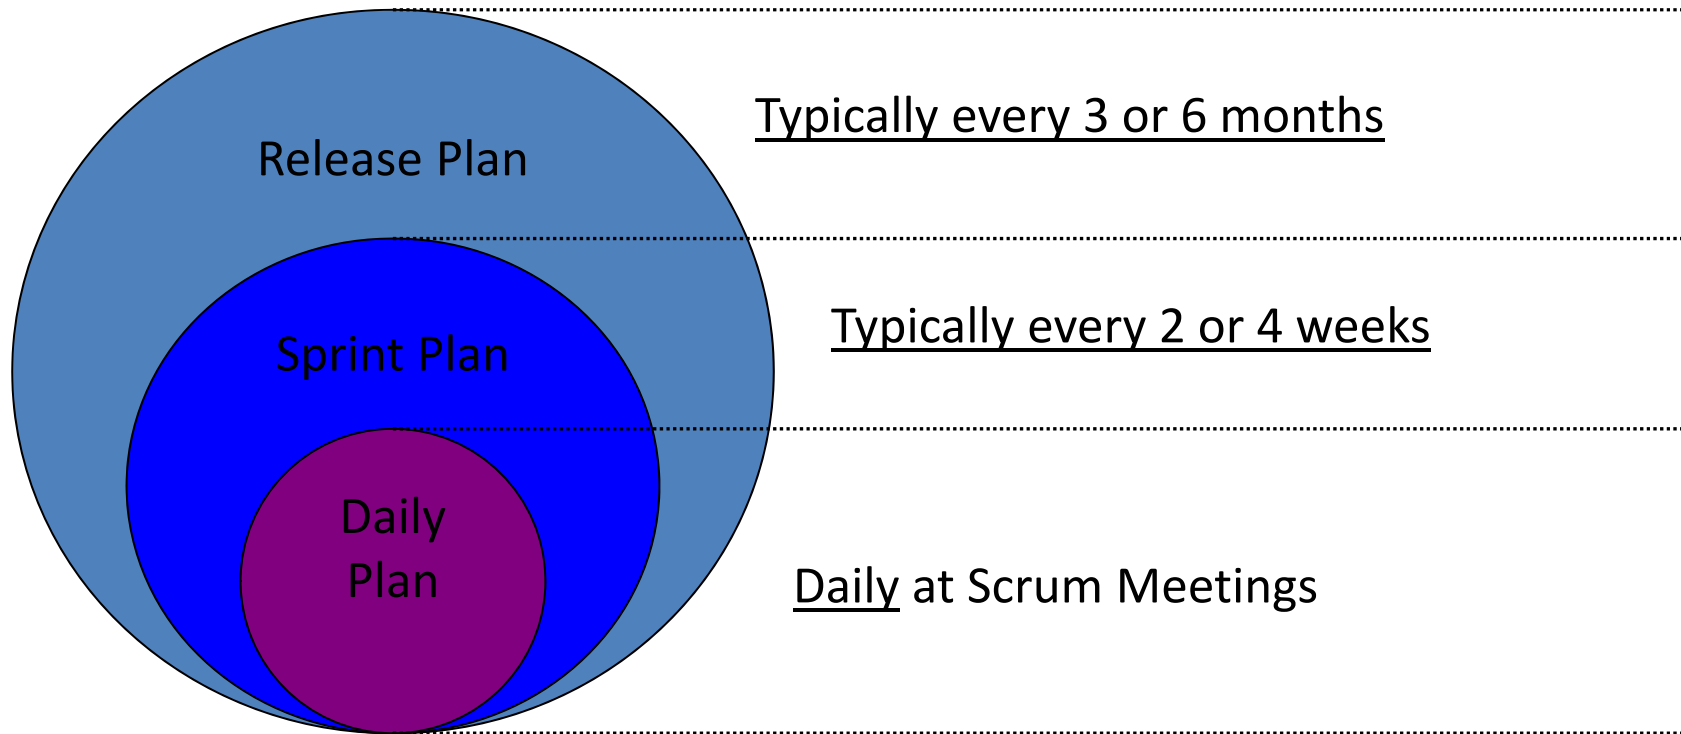 Release Plan
Typically every 3 or 6 months
Sprint Plan
Typically every 2 or 4 weeks
Daily
Plan
Daily at Scrum Meetings